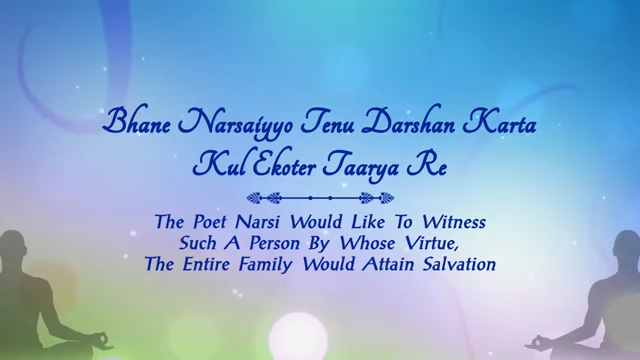 Bhane Narsaiyyo Tenu Darshan Karta
Kul Ekoter Taarya Re
The Poet Narsi Would Like To Witness
Such A Person By Whose Virtue,
The Entire Family Would Attain Salvation